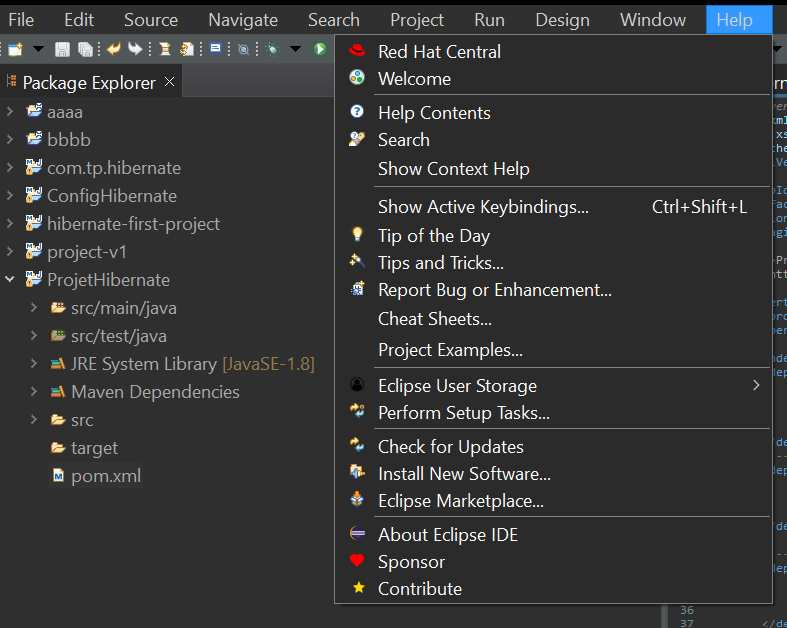 File Edit Source Navigate Search Project Run Design Window Help
Package Explorer
aaaa
bbbb
com.tp.hibernate
ConfigHibernate
hibernate-first-project
project-v1
ProjetHibernate
src/main/java
src/test/java
JRE System Library [JavaSE-1.8]
Maven Dependencies
src
target
pom.xml
Red Hat Central
Welcome
Help Contents
Search
Show Context Help
Show Active Keybindings... Ctrl+Shift+L
Tip of the Day
Tips and Tricks...
Report Bug or Enhancement...
Cheat Sheets...
Project Examples...
Eclipse User Storage
Perform Setup Tasks...
Check for Updates
Install New Software...
Eclipse Marketplace...
About Eclipse IDE
Sponsor
Contribute
36
37 </de